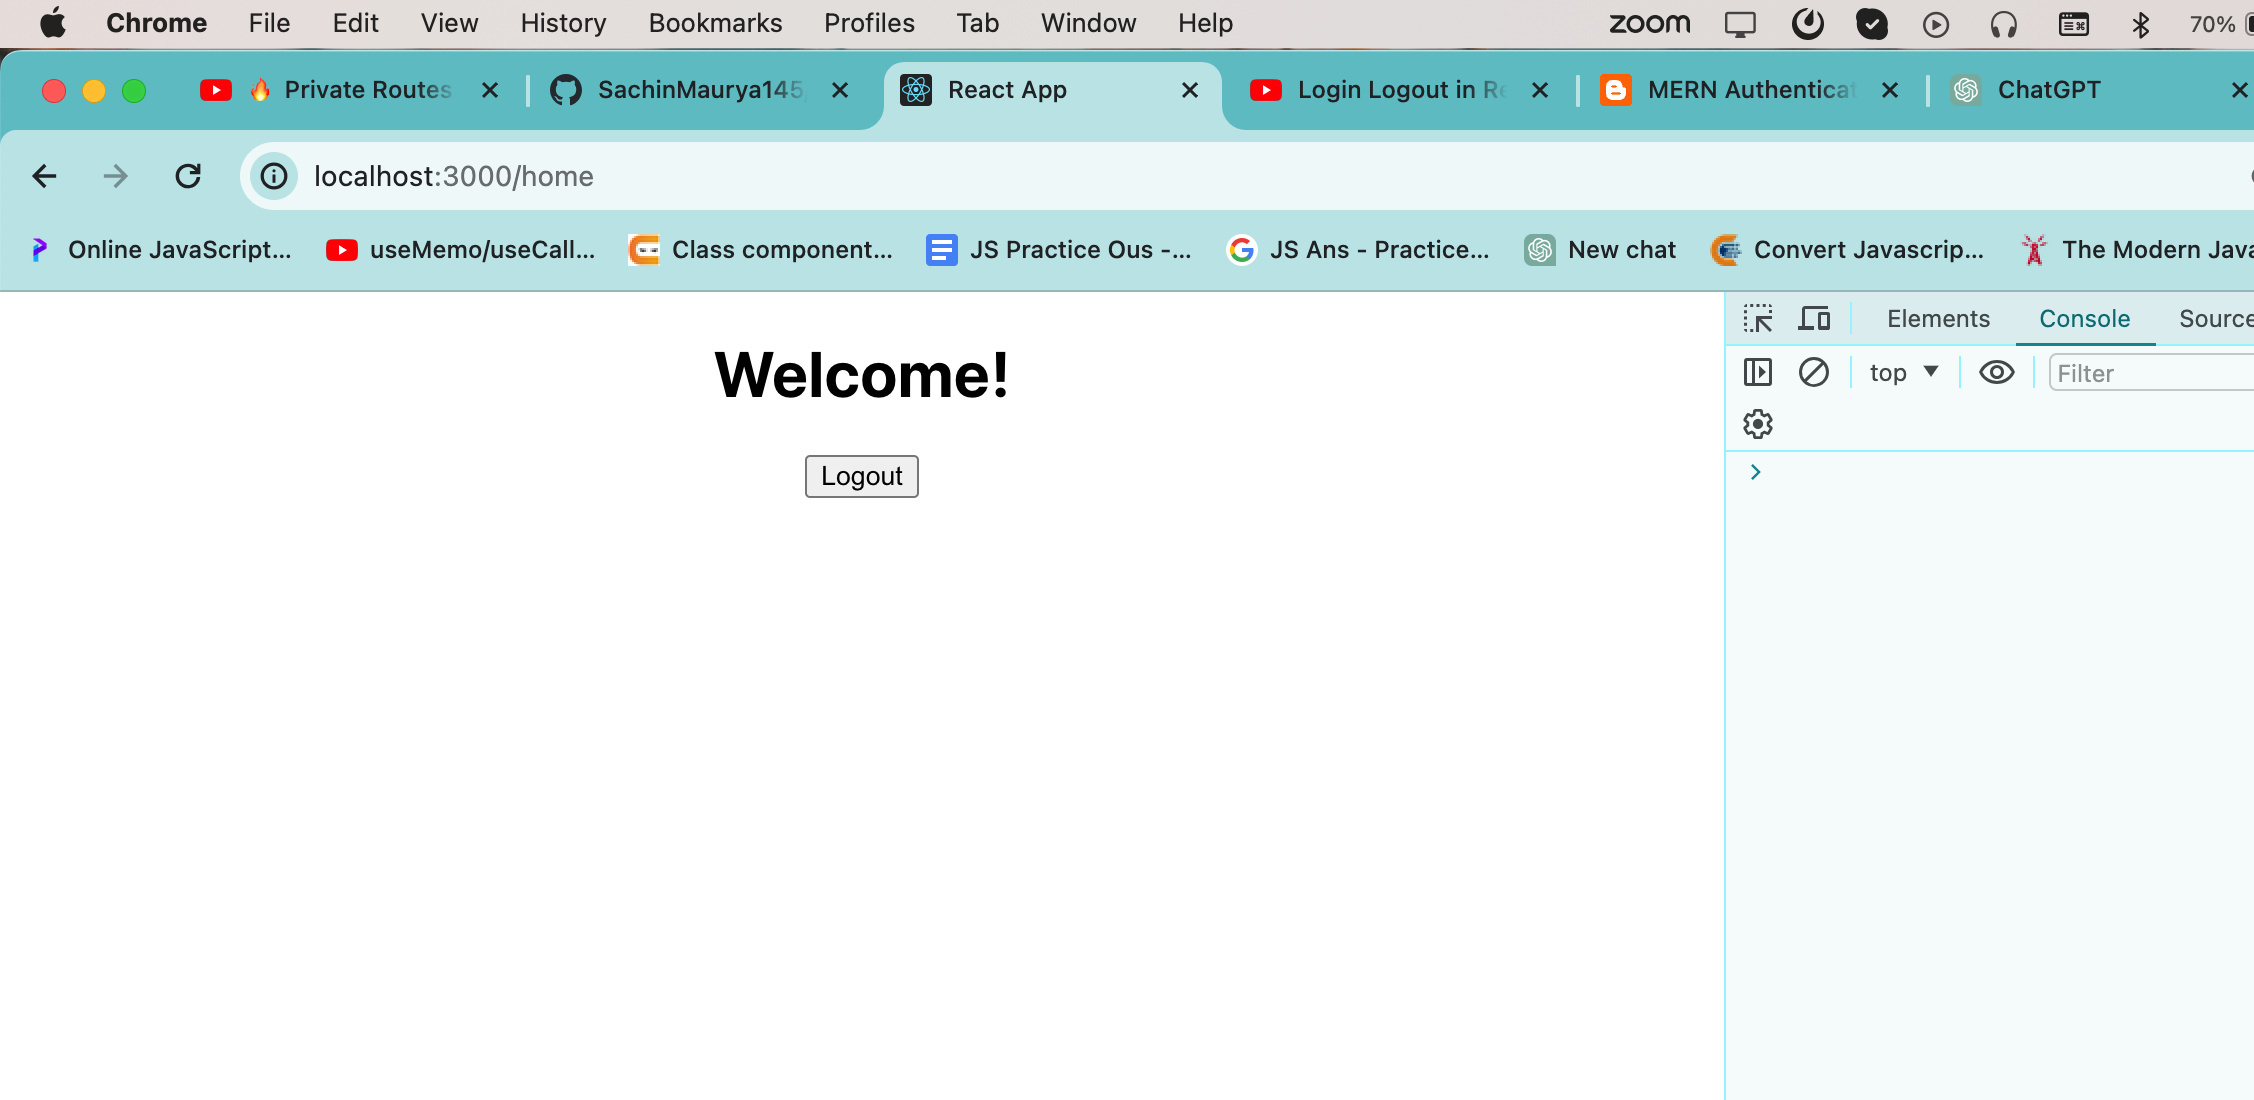 Chrome File Edit View History Bookmarks Profiles Tab Window Help zoom 70%
Private Routes SachinMaurya145 React App Login Logout in Re MERN Authenticat ChatGPT
localhost:3000/home
Online JavaScript... useMemo/useCall... Class component... JS Practice Ous -... JS Ans - Practice... New chat Convert Javascrip... The Modern Java
Elements Console Source
top Filter
Welcome!
Logout